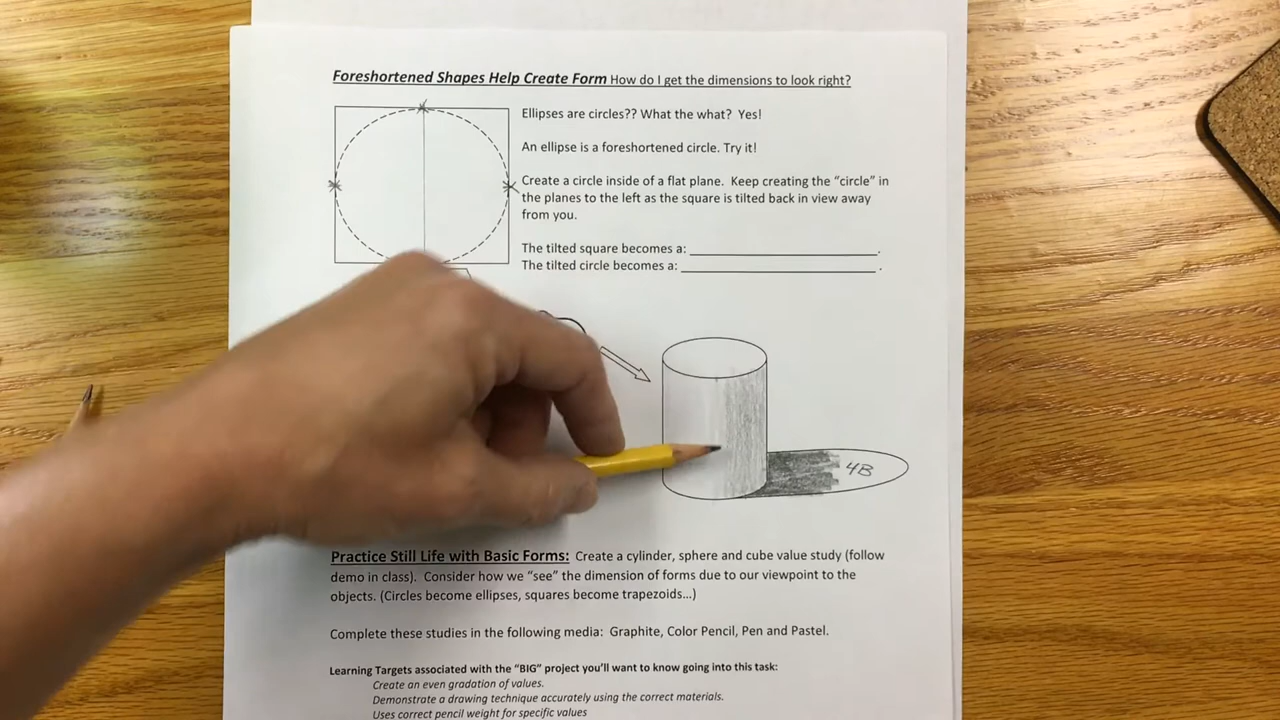 Foreshortened Shapes Help Create Form How do I get the dimensions to look right?
Ellipses are circles?? What the what? Yes!
An ellipse is a foreshortened circle. Try it!
Create a circle inside of a flat plane. Keep creating the “circle” in
the planes to the left as the square is tilted back in view away
from you.
The tilted square becomes a: ______________________.
The tilted circle becomes a: ______________________ .
4B
Practice Still Life with Basic Forms: Create a cylinder, sphere and cube value study (follow
demo in class). Consider how we “see” the dimension of forms due to our viewpoint to the
objects. (Circles become ellipses, squares become trapezoids…)
Complete these studies in the following media: Graphite, Color Pencil, Pen and Pastel.
Learning Targets associated with the “BIG” project you’ll want to know going into this task:
Create an even gradation of values.
Demonstrate a drawing technique accurately using the correct materials.
Uses correct pencil weight for specific values